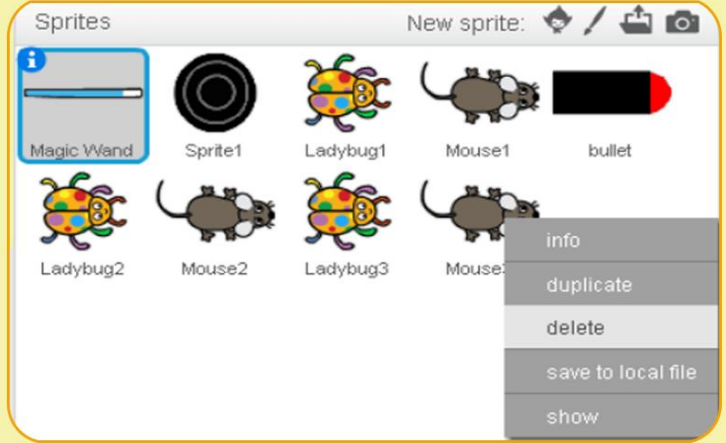 Sprites New sprite:
i
Magic Wand Sprite1 Ladybug1 Mouse1 bullet
Ladybug2 Mouse2 Ladybug3 Mouse3
info
duplicate
delete
save to local file
show